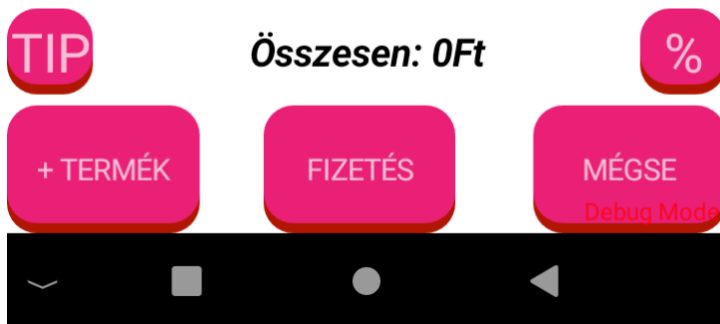 TIP
Összesen: 0Ft
%
+ TERMÉK
FIZETÉS
MÉGSE
Debug Mode